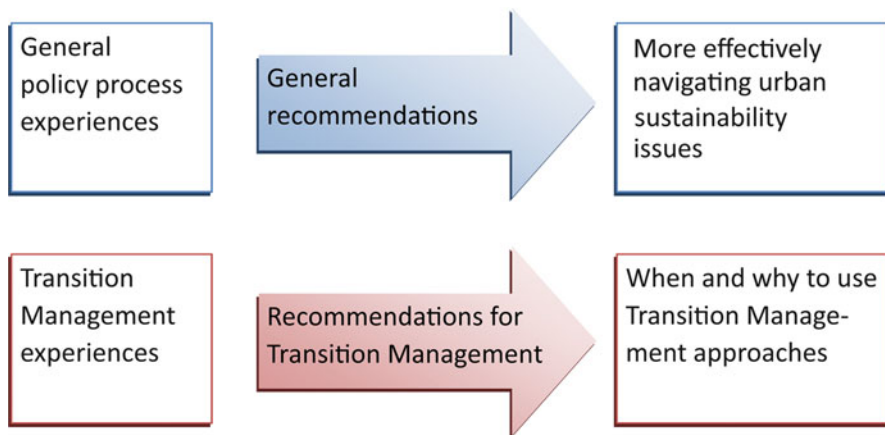 General
policy process
experiences
General
recommendations
More effectively
navigating urban
sustainability
issues
Transition
Management
experiences
Recommendations for
Transition Management
When and why to use
Transition Manage-
ment approaches